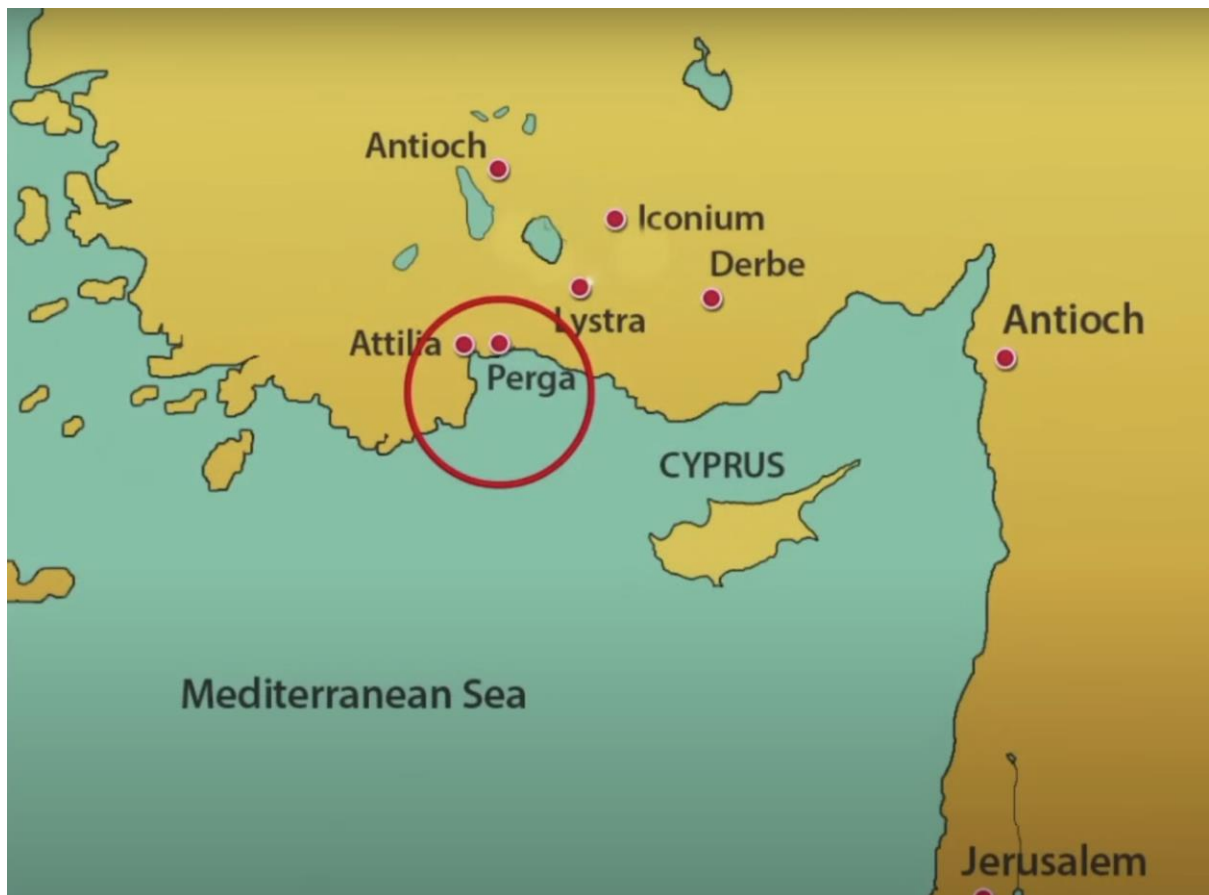 Antioch
Iconium
Derbe
Antioch
Lystra
Attilia
Perga
CYPRUS
Mediterranean Sea
Jerusalem